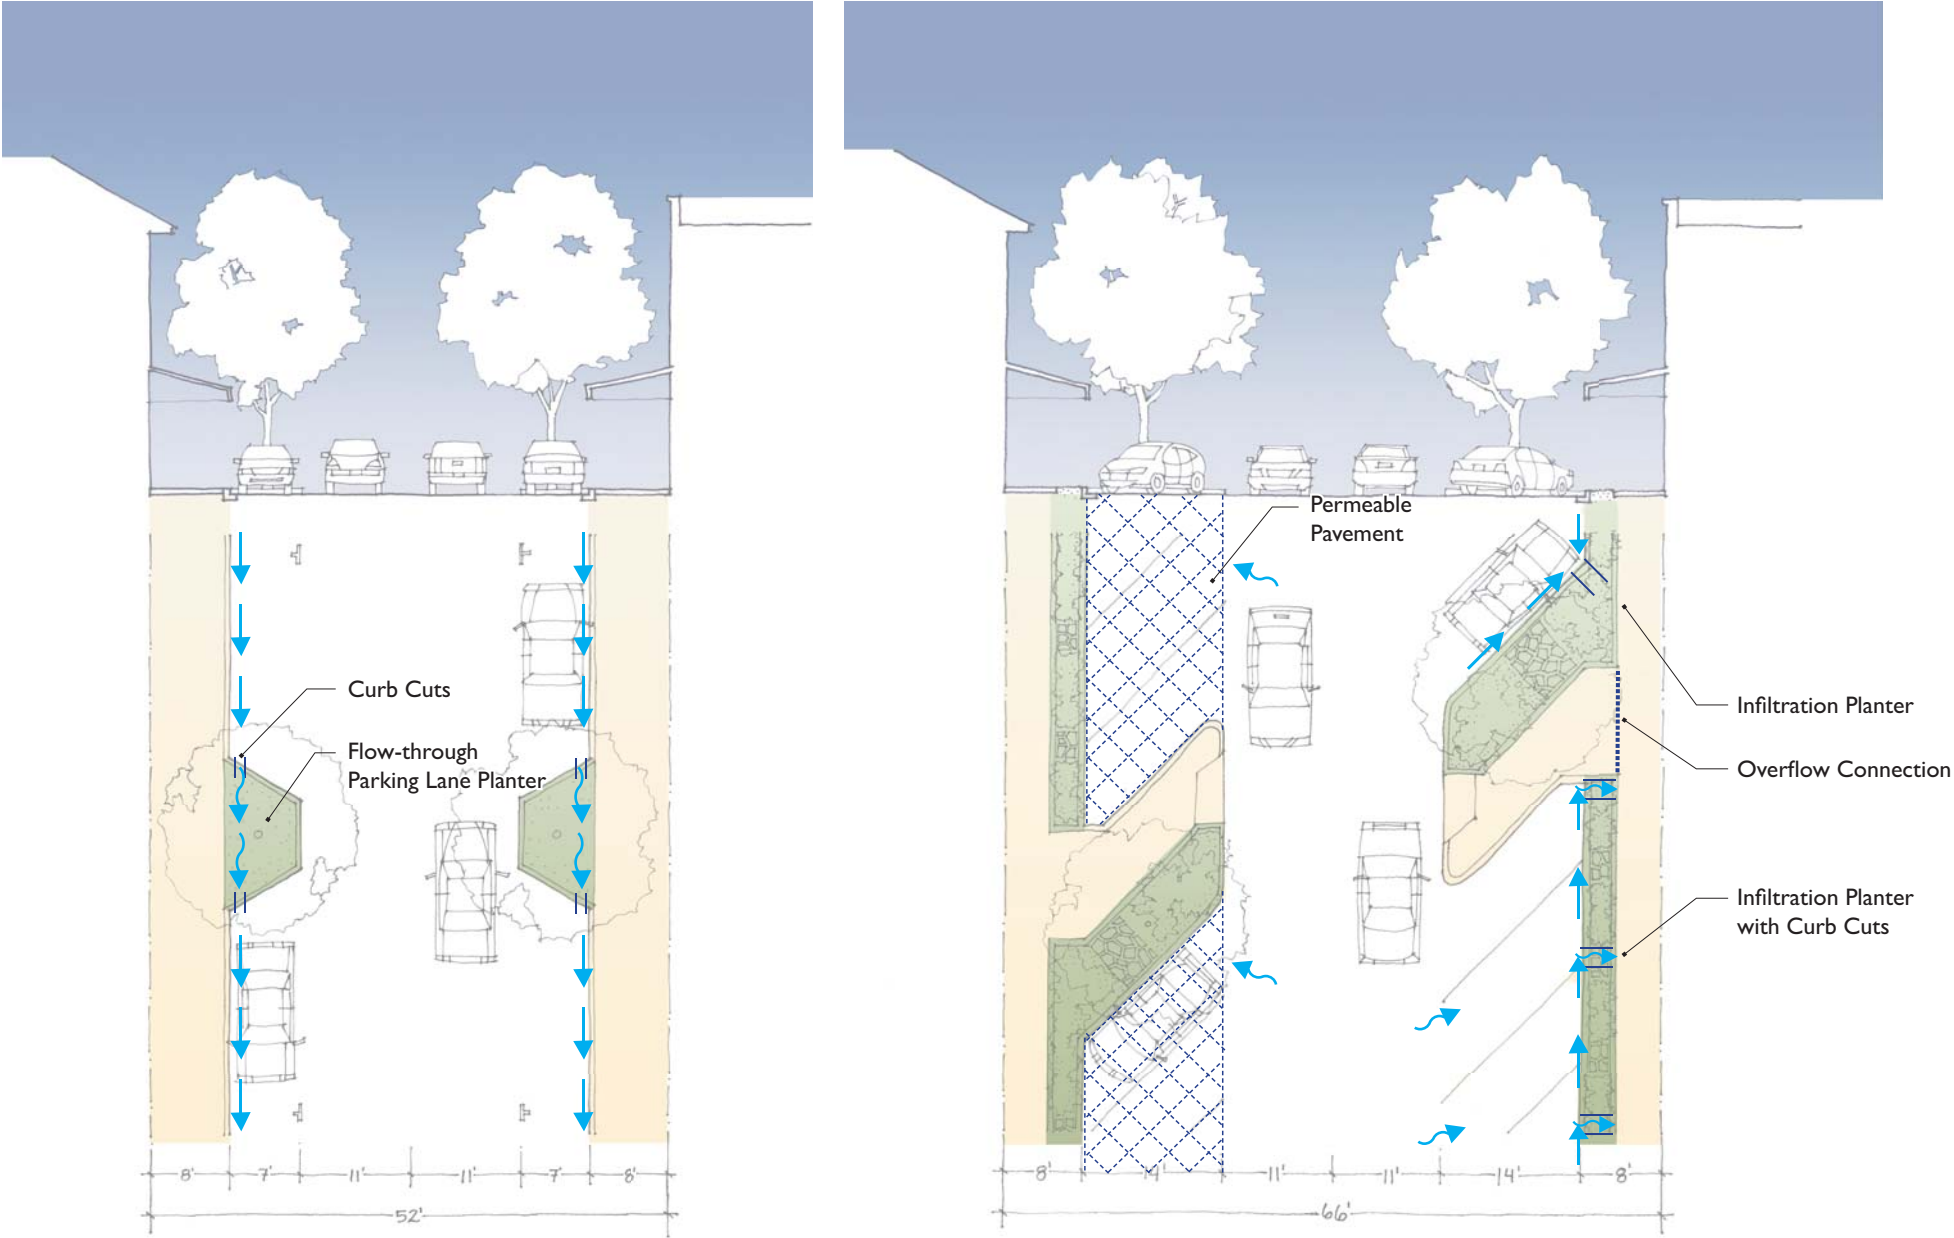 Curb Cuts
Flow-through
Parking Lane Planter
8' 7' 11' 11' 7' 8'
52'
Permeable
Pavement
Infiltration Planter
Overflow Connection
Infiltration Planter
with Curb Cuts
8' 14' 11' 11' 14' 8'
66'